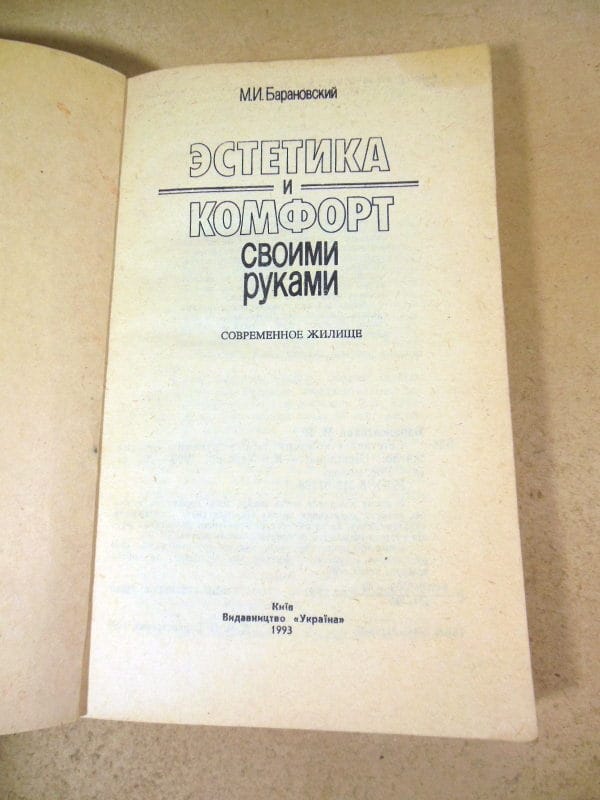 М.И. Барановский
ЭСТЕТИКА
и
КОМФОРТ
своими
руками
СОВРЕМЕННОЕ ЖИЛИЩЕ
Київ
Видавництво «Україна»
1993